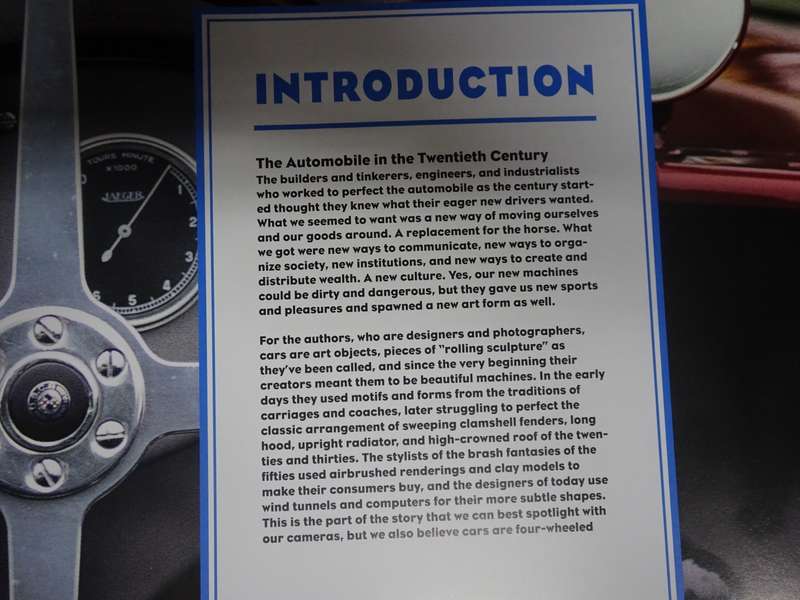 INTRODUCTION
The Automobile in the Twentieth Century
The builders and tinkerers, engineers, and industrialists
who worked to perfect the automobile as the century start-
ed thought they knew what their eager new drivers wanted.
What we seemed to want was a new way of moving ourselves
and our goods around. A replacement for the horse. What
we got were new ways to communicate, new ways to orga-
nize society, new institutions, and new ways to create and
distribute wealth. A new culture. Yes, our new machines
could be dirty and dangerous, but they gave us new sports
and pleasures and spawned a new art form as well.
For the authors, who are designers and photographers,
cars are art objects, pieces of "rolling sculpture" as
they've been called, and since the very beginning their
creators meant them to be beautiful machines. In the early
days they used motifs and forms from the traditions of
carriages and coaches, later struggling to perfect the
classic arrangement of sweeping clamshell fenders, long
hood, upright radiator, and high-crowned roof of the twen-
ties and thirties. The stylists of the brash fantasies of the
fifties used airbrushed renderings and clay models to
make their consumers buy, and the designers of today use
wind tunnels and computers for their more subtle shapes.
This is the part of the story that we can best spotlight with
our cameras, but we also believe cars are four-wheeled
TOURS MINUTE
X1000
JAEGER
1
2
3
4
5
6